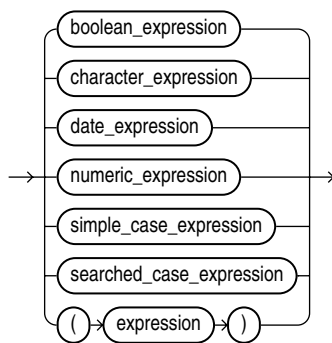 boolean_expression
character_expression
date_expression
numeric_expression
simple_case_expression
searched_case_expression
( expression )